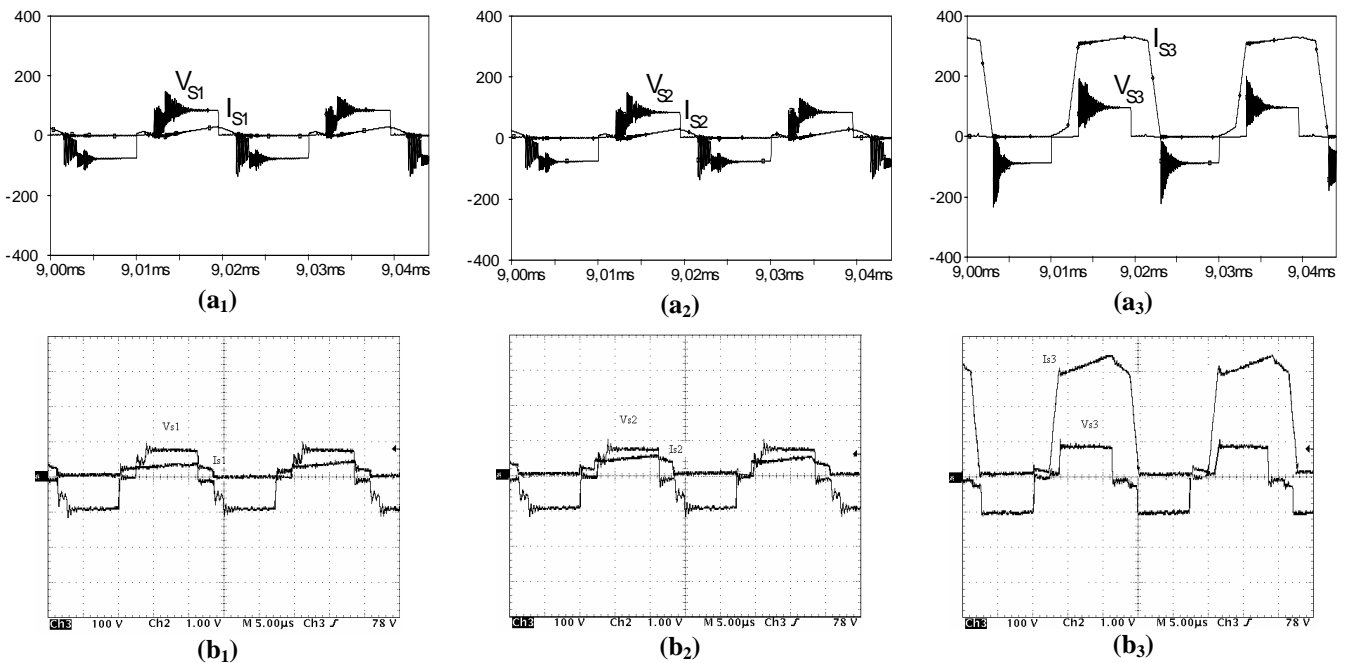 400
200
0
-200
-400
VS1
IS1
9,00ms 9,01ms 9,02ms 9,03ms 9,04ms
(a1)
400
200
0
-200
-400
VS2
IS2
9,00ms 9,01ms 9,02ms 9,03ms 9,04ms
(a2)
400
200
0
-200
-400
IS3
VS3
9,00ms 9,01ms 9,02ms 9,03ms 9,04ms
(a3)
Vs1
Is1
Ch3 100 V Ch2 1.00 V M 5.00µs Ch3 ƒ 78 V
(b1)
Vs2
Is2
Ch3 100 V Ch2 1.00 V M 5.00µs Ch3 ƒ 78 V
(b2)
Is3
Vs3
Ch3 100 V Ch2 1.00 V M 5.00µs Ch3 ƒ 78 V
(b3)